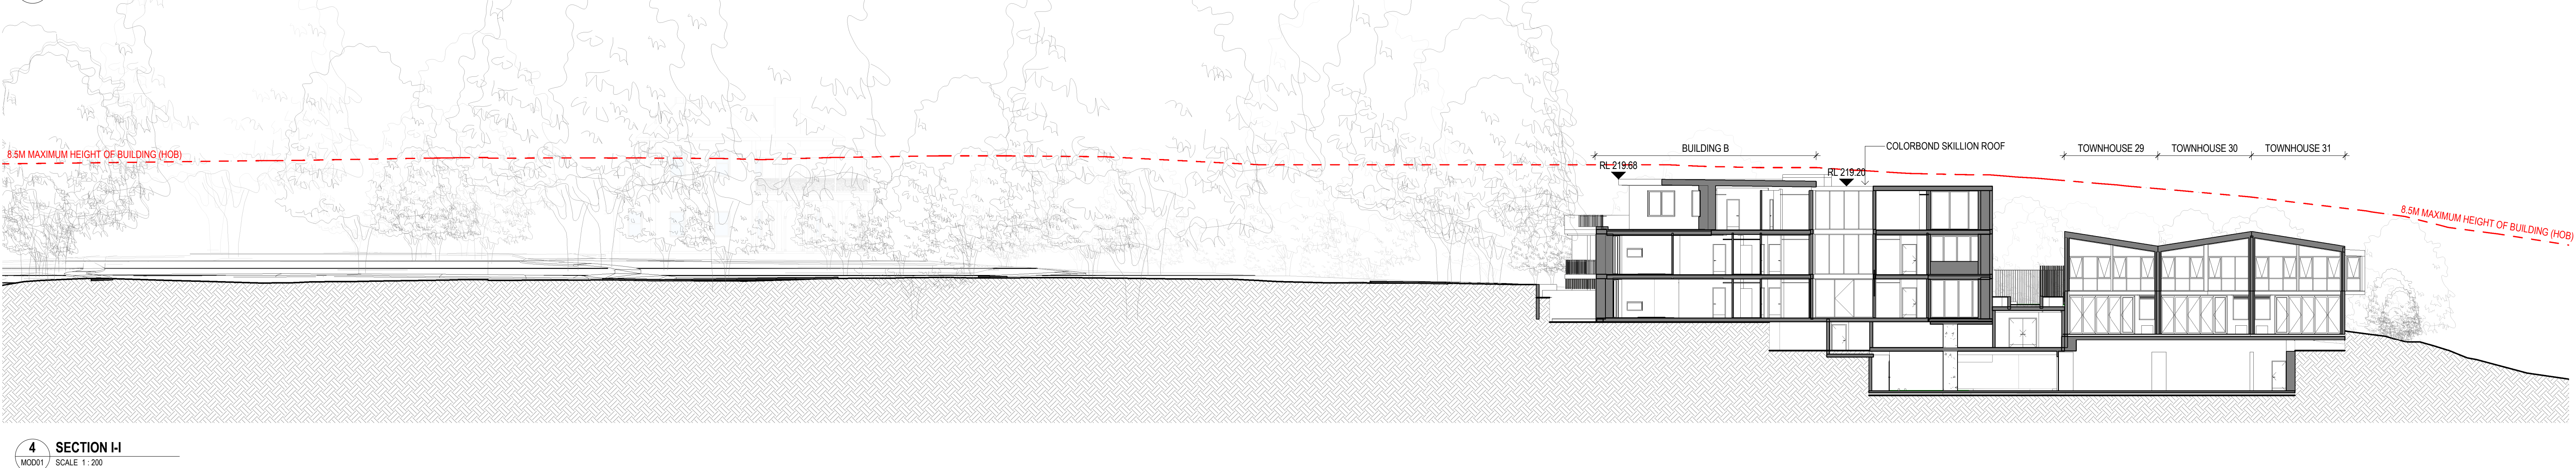 8.5M MAXIMUM HEIGHT OF BUILDING (HOB)
BUILDING B
COLORBOND SKILLION ROOF
TOWNHOUSE 29
TOWNHOUSE 30
TOWNHOUSE 31
RL 219.68
RL 219.20
8.5M MAXIMUM HEIGHT OF BUILDING (HOB)
4
SECTION I-I
MOD01
SCALE 1 : 200